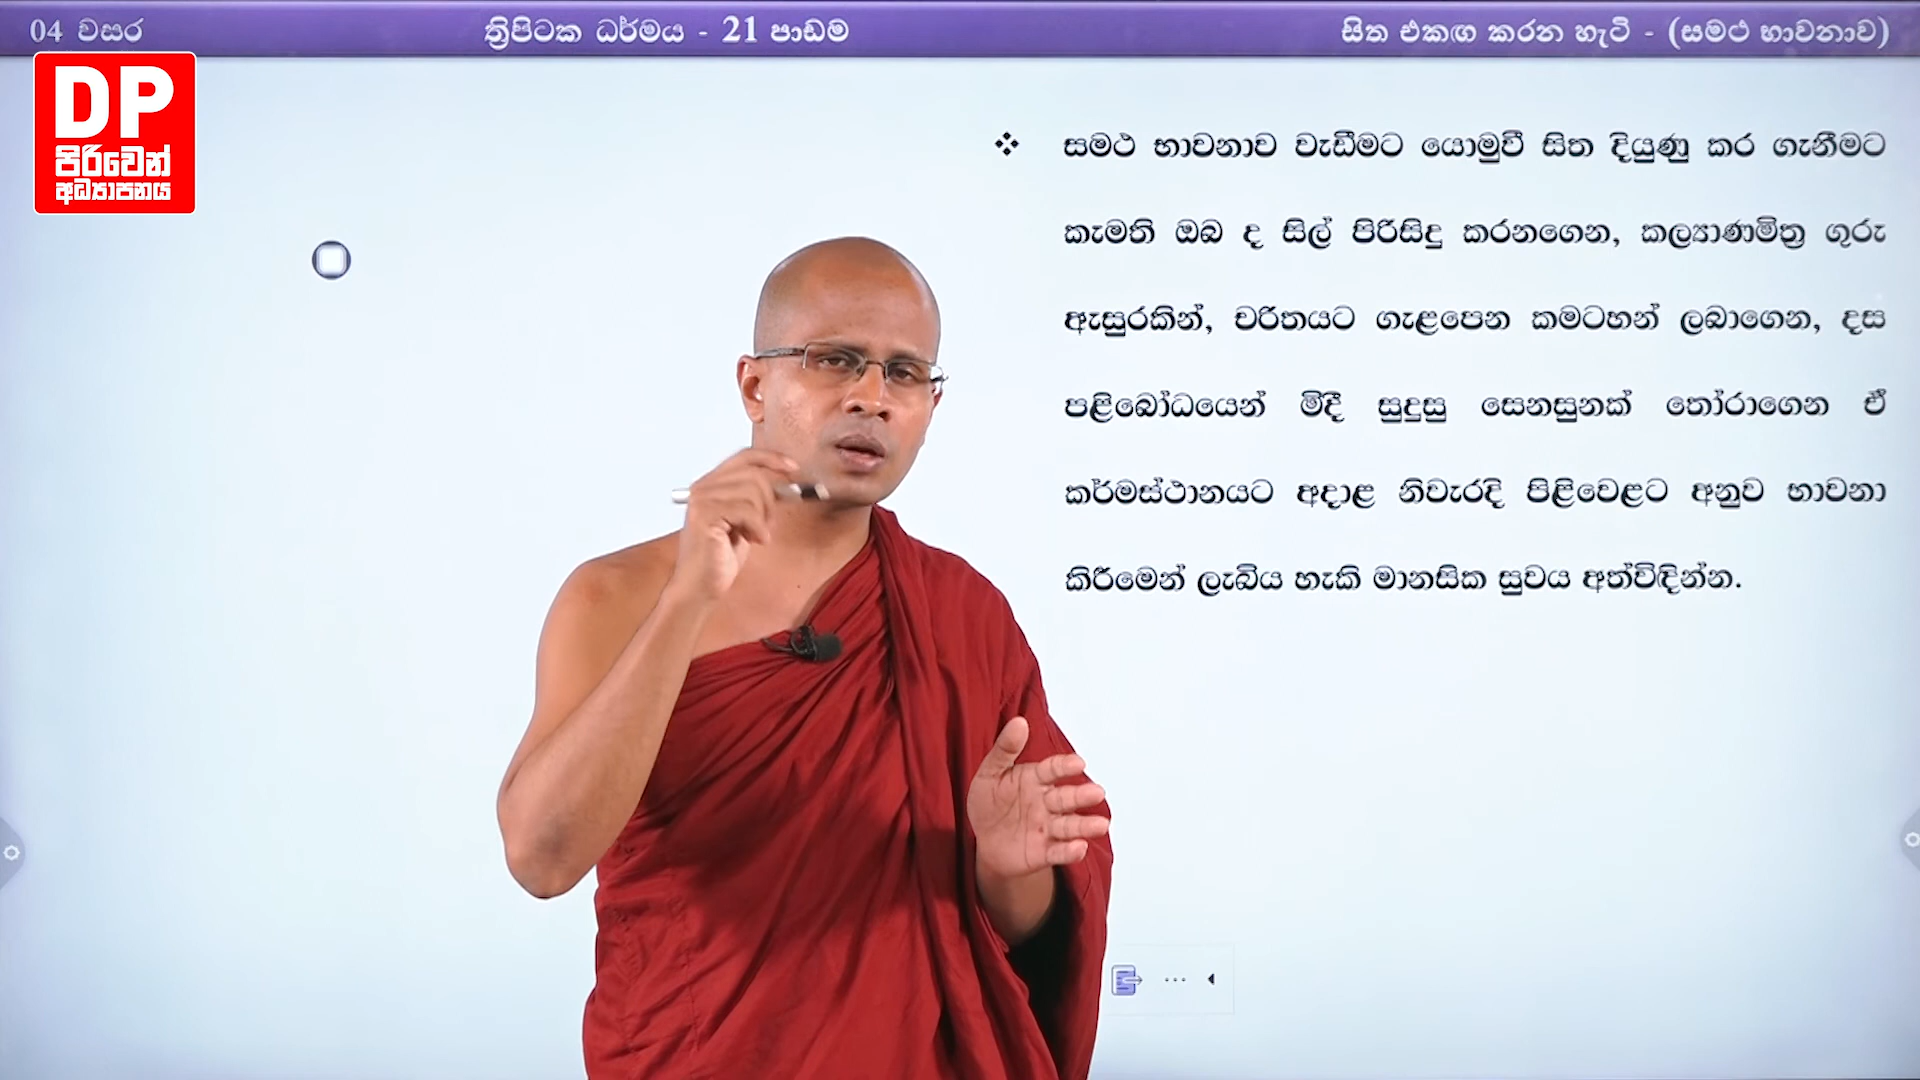 04 වසර
ත්‍රිපිටක ධර්මය - 21 පාඩම
සිත එකඟ කරන හැටි - (සමථ භාවනාව)
DP
පිරිවෙන්
අධ්‍යාපනය
❖ සමථ භාවනාව වැඩීමට යොමුවී සිත දියුණු කර ගැනීමට
කැමති ඔබ ද සිල් පිරිසිදු කරනගෙන, කල්‍යාණමිත්‍ර ගුරු
ඇසුරකින්, චරිතයට ගැළපෙන කමටහන් ලබාගෙන, දස
පළිබෝධයෙන් මිදී සුදුසු සෙනසුනක් තෝරාගෙන ඒ
කර්මස්ථානයට අදාළ නිවැරදි පිළිවෙළට අනුව භාවනා
කිරීමෙන් ලැබිය හැකි මානසික සුවය අත්විඳින්න.